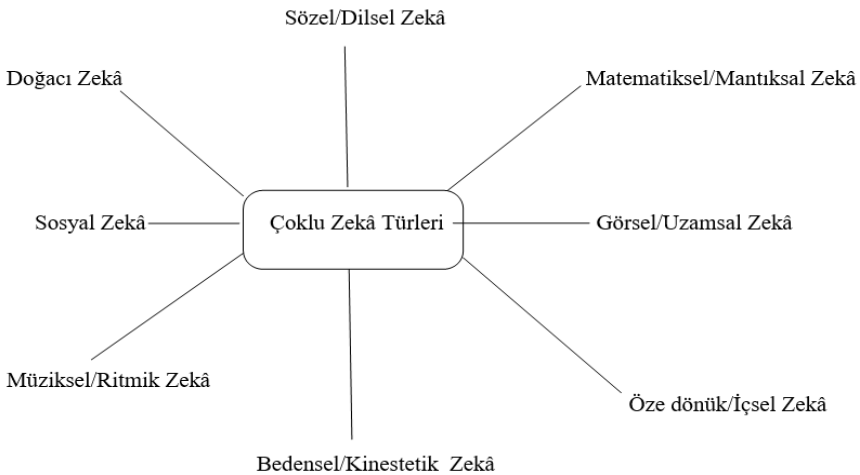 Sözel/Dilsel Zekâ
Doğacı Zekâ
Matematiksel/Mantıksal Zekâ
Sosyal Zekâ
Çoklu Zekâ Türleri
Görsel/Uzamsal Zekâ
Müziksel/Ritmik Zekâ
Öze dönük/İçsel Zekâ
Bedensel/Kinestetik Zekâ